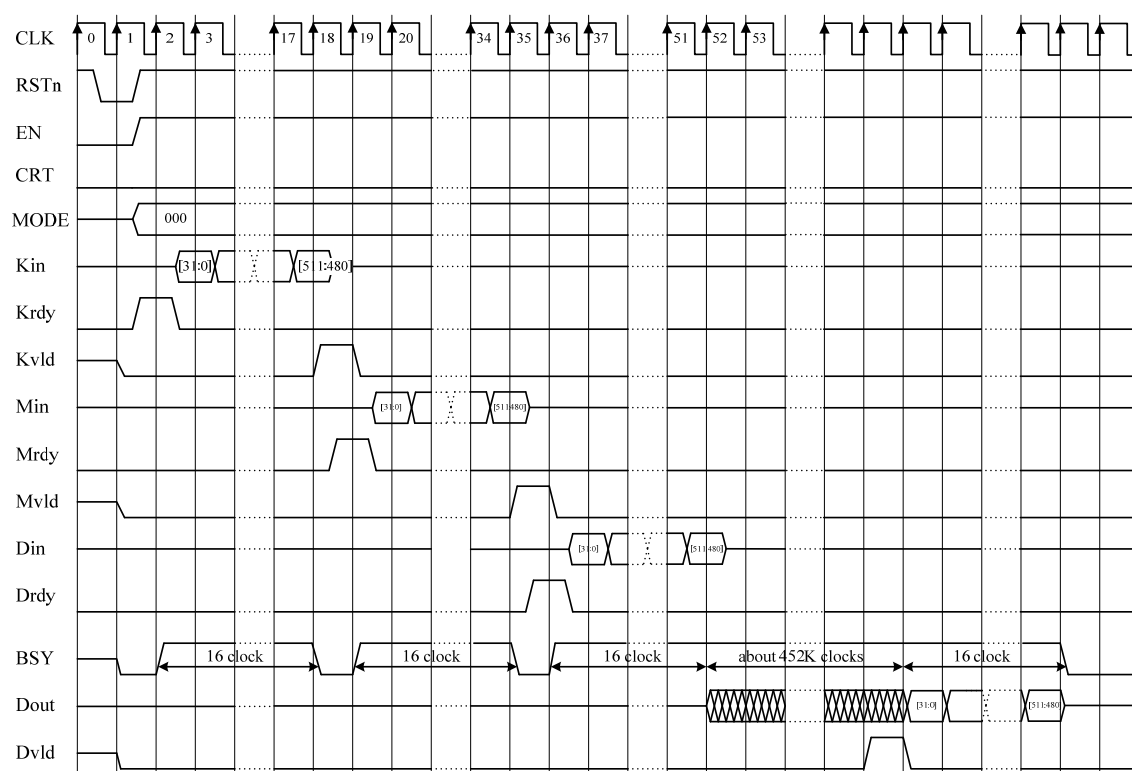 CLK 0 1 2 3 17 18 19 20 34 35 36 37 51 52 53
RSTn
EN
CRT
MODE 000
Kin [31:0] [511:480]
Krdy
Kvld
Min [31:0] [511:480]
Mrdy
Mvld
Din [31:0] [511:480]
Drdy
BSY 16 clock 16 clock 16 clock about 452K clocks 16 clock
Dout [31:0] [511:480]
Dvld